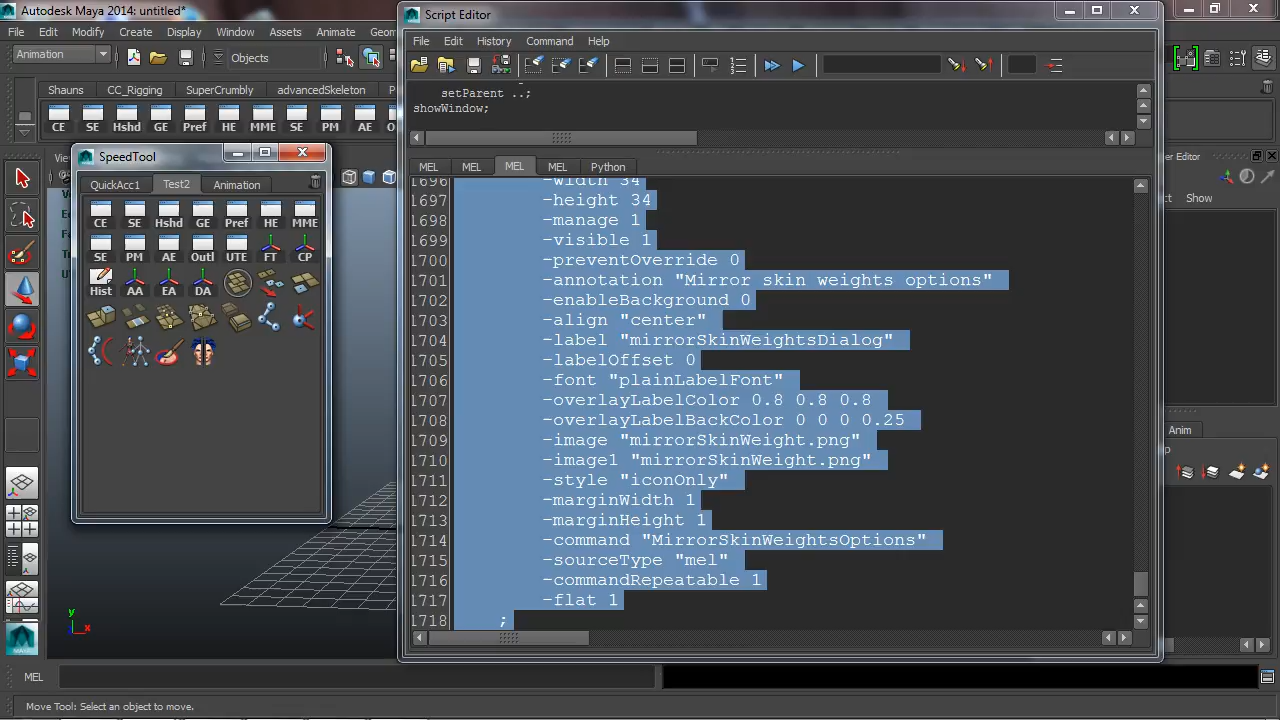 Autodesk Maya 2014: untitled*
Script Editor
File Edit Modify Create Display Window Assets Animate Geom
File Edit History Command Help
Animation
Objects
setParent ..;
showWindow;
Shauns CC_Rigging SuperCrumbly advancedSkeleton P
CE SE Hshd GE Pref HE MME SE PM AE O
SpeedTool
QuickAcc1 Test2 Animation
CE SE Hshd GE Pref HE MME
SE PM AE Outl UTE FT CP
Hist AA EA DA
MEL MEL MEL MEL Python
1696 -width 34
1697 -height 34
1698 -manage 1
1699 -visible 1
1700 -preventOverride 0
1701 -annotation "Mirror skin weights options"
1702 -enableBackground 0
1703 -align "center"
1704 -label "mirrorSkinWeightsDialog"
1705 -labelOffset 0
1706 -font "plainLabelFont"
1707 -overlayLabelColor 0.8 0.8 0.8
1708 -overlayLabelBackColor 0 0 0 0.25
1709 -image "mirrorSkinWeight.png"
1710 -image1 "mirrorSkinWeight.png"
1711 -style "iconOnly"
1712 -marginWidth 1
1713 -marginHeight 1
1714 -command "MirrorSkinWeightsOptions"
1715 -sourceType "mel"
1716 -commandRepeatable 1
1717 -flat 1
1718 ;
er Editor
ct Show
Anim
p
y
x
MEL
Move Tool: Select an object to move.